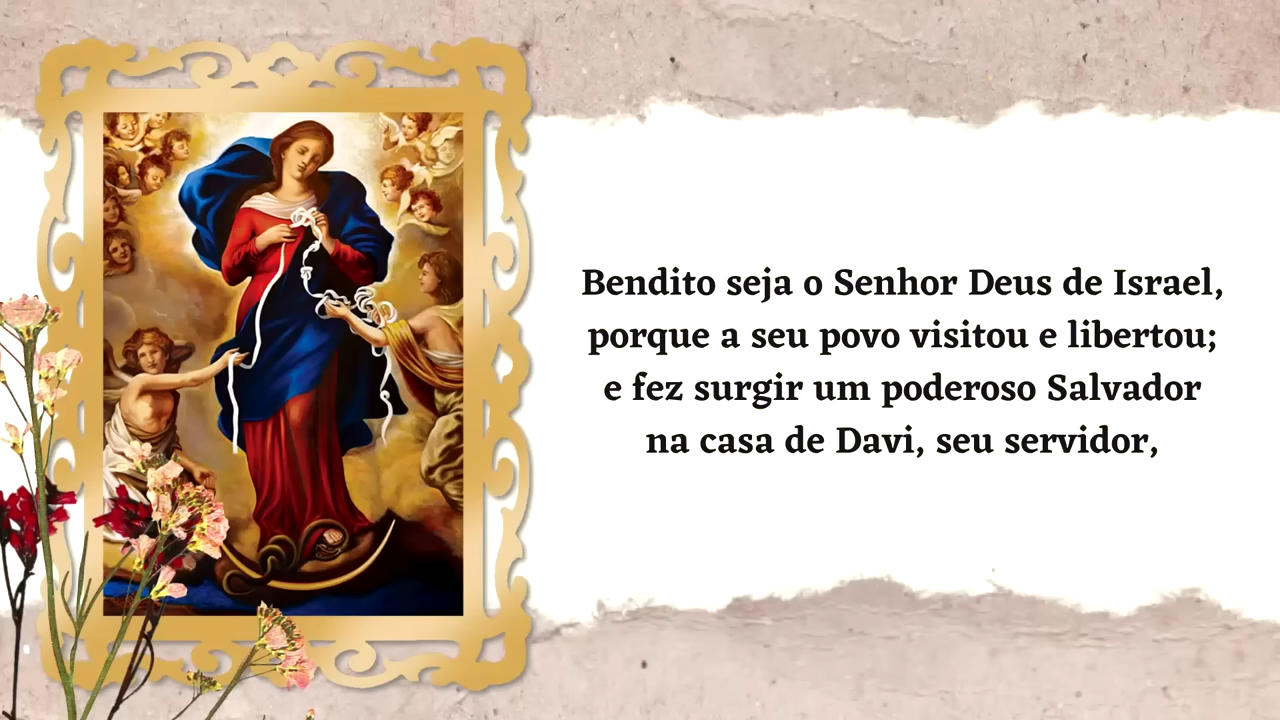 Bendito seja o Senhor Deus de Israel,
porque a seu povo visitou e libertou;
e fez surgir um poderoso Salvador
na casa de Davi, seu servidor,